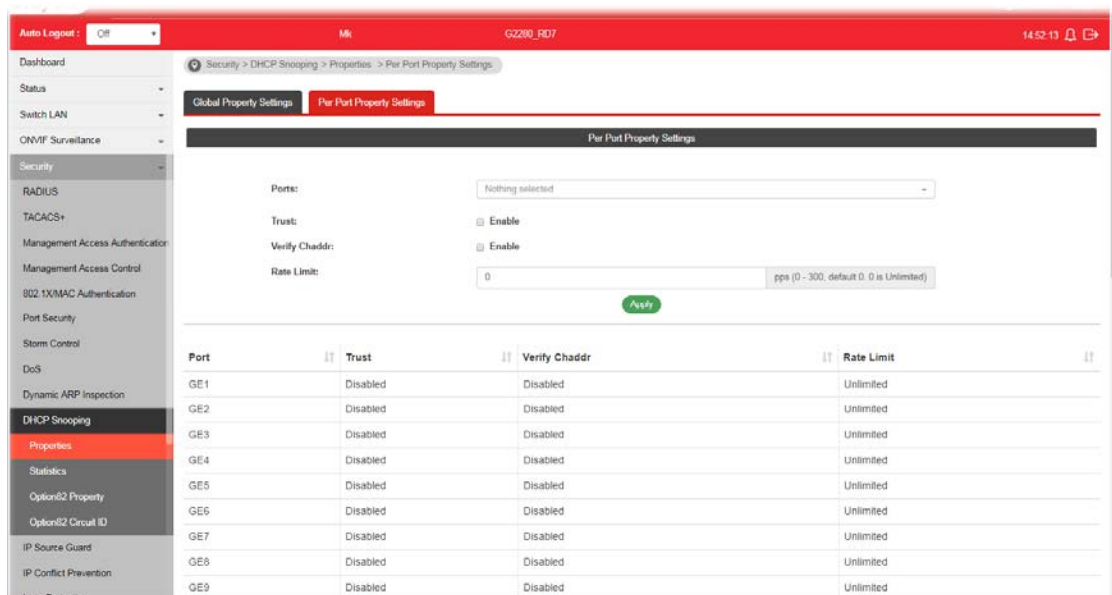 Auto Logout : Off Mk G2280_RD7 14:52:13
Dashboard
Status
Switch LAN
ONVIF Surveillance
Security
RADIUS
TACACS+
Management Access Authentication
Management Access Control
802.1X/MAC Authentication
Port Security
Storm Control
DoS
Dynamic ARP Inspection
DHCP Snooping
Properties
Statistics
Option82 Property
Option82 Circuit ID
IP Source Guard
IP Conflict Prevention
Security > DHCP Snooping > Properties > Per Port Property Settings
Global Property Settings Per Port Property Settings
Per Port Property Settings
Ports: Nothing selected
Trust: Enable
Verify Chaddr: Enable
Rate Limit: 0 pps (0 - 300, default 0. 0 is Unlimited)
Apply
Port Trust Verify Chaddr Rate Limit
GE1 Disabled Disabled Unlimited
GE2 Disabled Disabled Unlimited
GE3 Disabled Disabled Unlimited
GE4 Disabled Disabled Unlimited
GE5 Disabled Disabled Unlimited
GE6 Disabled Disabled Unlimited
GE7 Disabled Disabled Unlimited
GE8 Disabled Disabled Unlimited
GE9 Disabled Disabled Unlimited